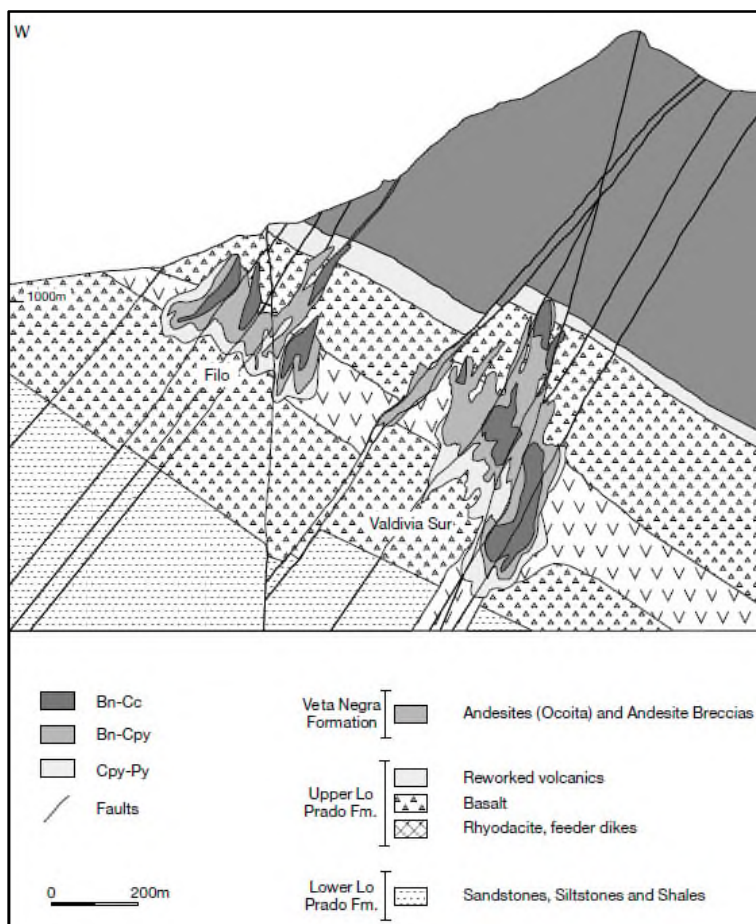 W
1000m
Filo
Valdivia Sur
Bn-Cc
Bn-Cpy
Cpy-Py
Faults
0 200m
Veta Negra
Formation
Andesites (Ocoita) and Andesite Breccias
Upper Lo
Prado Fm.
Reworked volcanics
Basalt
Rhyodacite, feeder dikes
Lower Lo
Prado Fm.
Sandstones, Siltstones and Shales